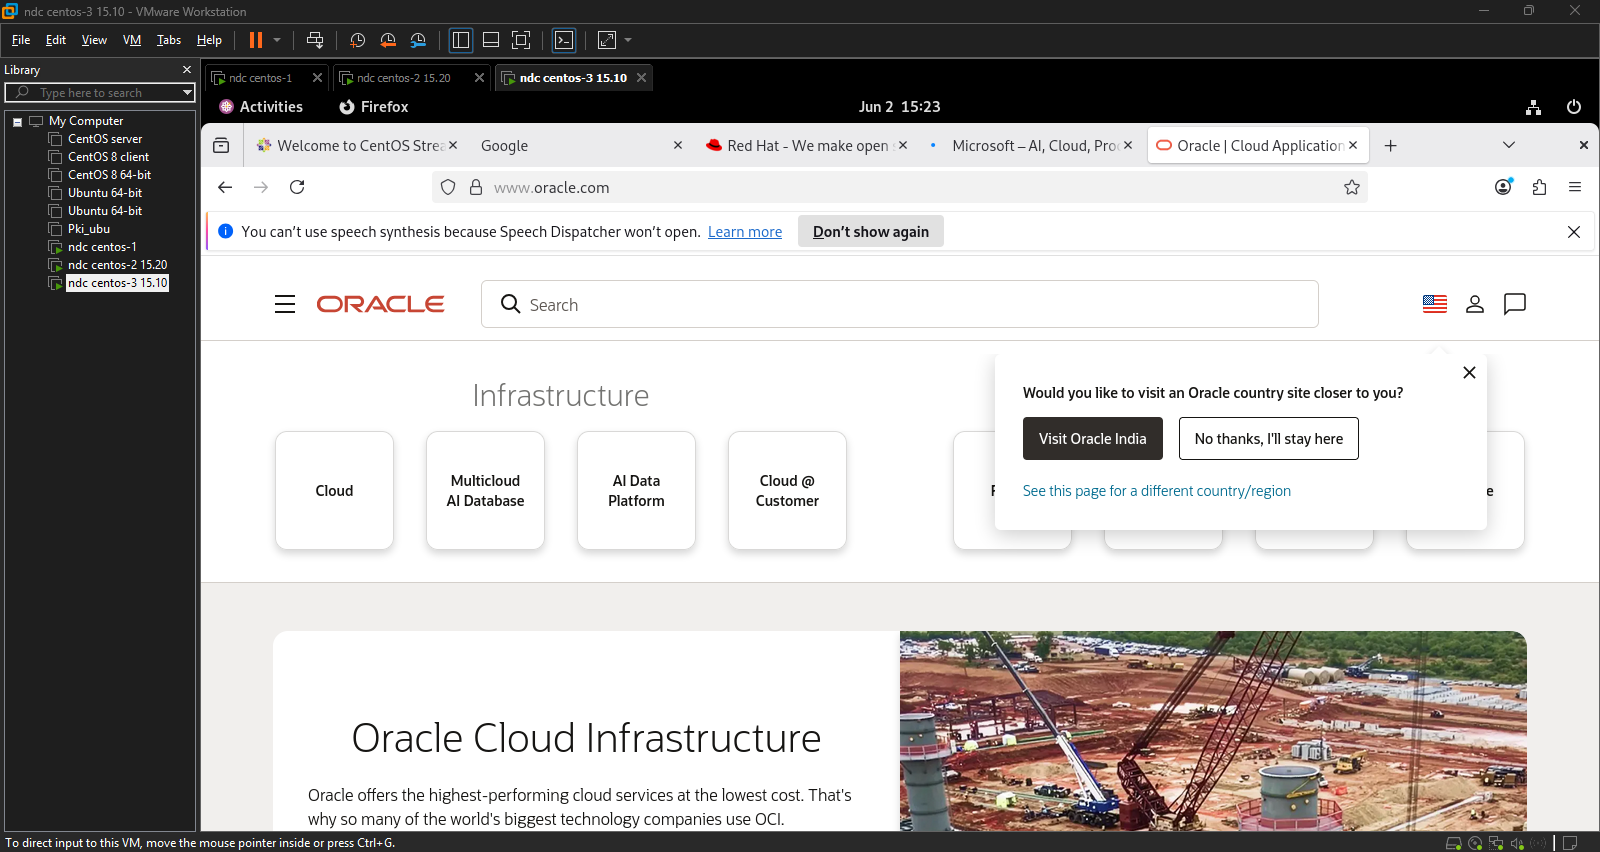 ndc centos-3 15.10 - VMware Workstation
File Edit View VM Tabs Help
Library
Type here to search
My Computer
CentOS server
CentOS 8 client
CentOS 8 64-bit
Ubuntu 64-bit
Ubuntu 64-bit
Pki_ubu
ndc centos-1
ndc centos-2 15.20
ndc centos-3 15.10
ndc centos-1 ndc centos-2 15.20 ndc centos-3 15.10
Activities Firefox Jun 2 15:23
Welcome to CentOS Strea Google Red Hat - We make open Microsoft – AI, Cloud, Pro Oracle | Cloud Application
www.oracle.com
You can't use speech synthesis because Speech Dispatcher won't open. Learn more Don't show again
ORACLE Search
Infrastructure
Cloud
Multicloud
AI Database
AI Data
Platform
Cloud @
Customer
Would you like to visit an Oracle country site closer to you?
Visit Oracle India No thanks, I'll stay here
See this page for a different country/region
Oracle Cloud Infrastructure
Oracle offers the highest-performing cloud services at the lowest cost. That's
why so many of the world's biggest technology companies use OCI.
To direct input to this VM, move the mouse pointer inside or press Ctrl+G.